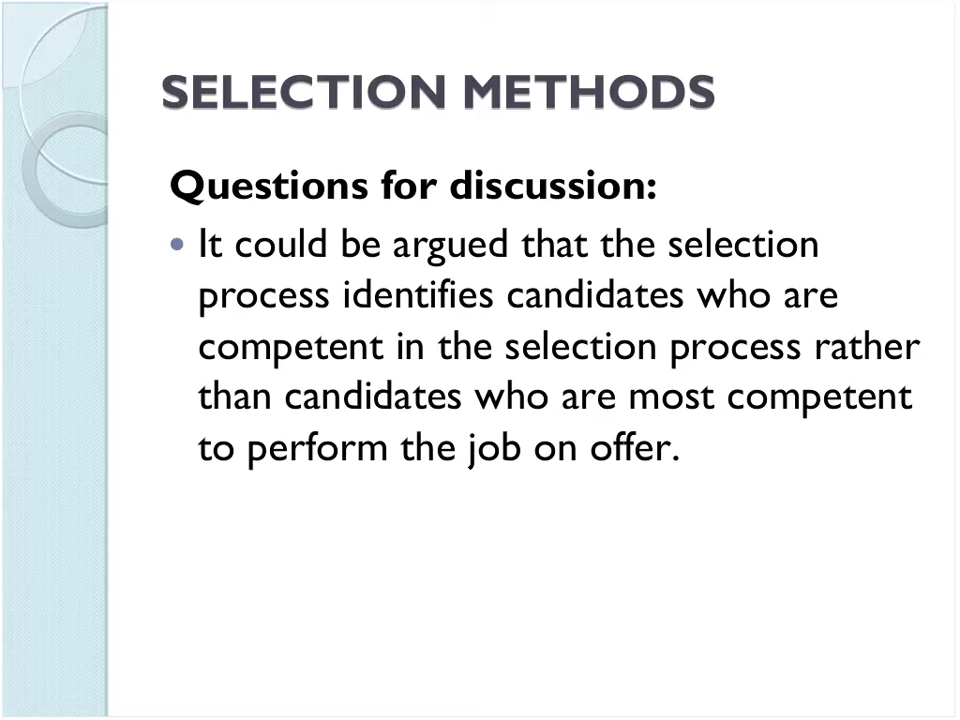 SELECTION METHODS
Questions for discussion:
• It could be argued that the selection
process identifies candidates who are
competent in the selection process rather
than candidates who are most competent
to perform the job on offer.